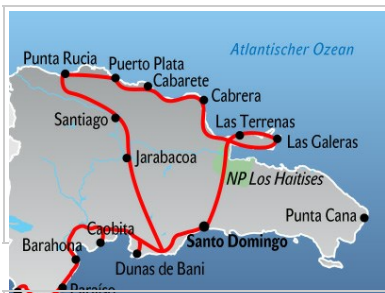 Atlantischer Ozean
Punta Rucia
Puerto Plata
Cabarete
Cabrera
Las Terrenas
Santiago
Las Galeras
Jarabacoa
NP Los Haitises
Punta Cana
Caobita
Santo Domingo
Barahona
Dunas de Bani
Paraíso